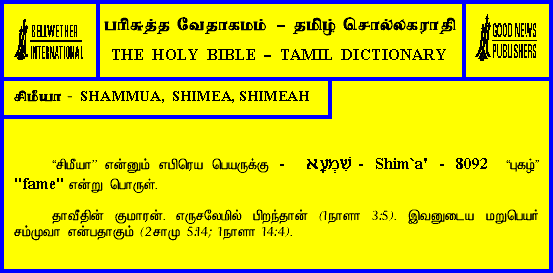 BELLWETHER
INTERNATIONAL
பரிசுத்த வேதாகமம் – தமிழ் சொல்லகராதி
THE HOLY BIBLE – TAMIL DICTIONARY
GOOD NEWS
PUBLISHERS
சிமீயா - SHAMMUA, SHIMEA, SHIMEAH
“சிமீயா” என்னும் எபிரெய பெயருக்கு - שִׁמְעָא - Shim`a' - 8092 “புகழ்”
"fame" என்று பொருள்.
தாவீதின் குமாரன். எருசலேமில் பிறந்தான் (1நாளா 3:5). இவனுடைய மறுபெயர்
சம்முவா என்பதாகும் (2சாமு 5:14; 1நாளா 14:4).